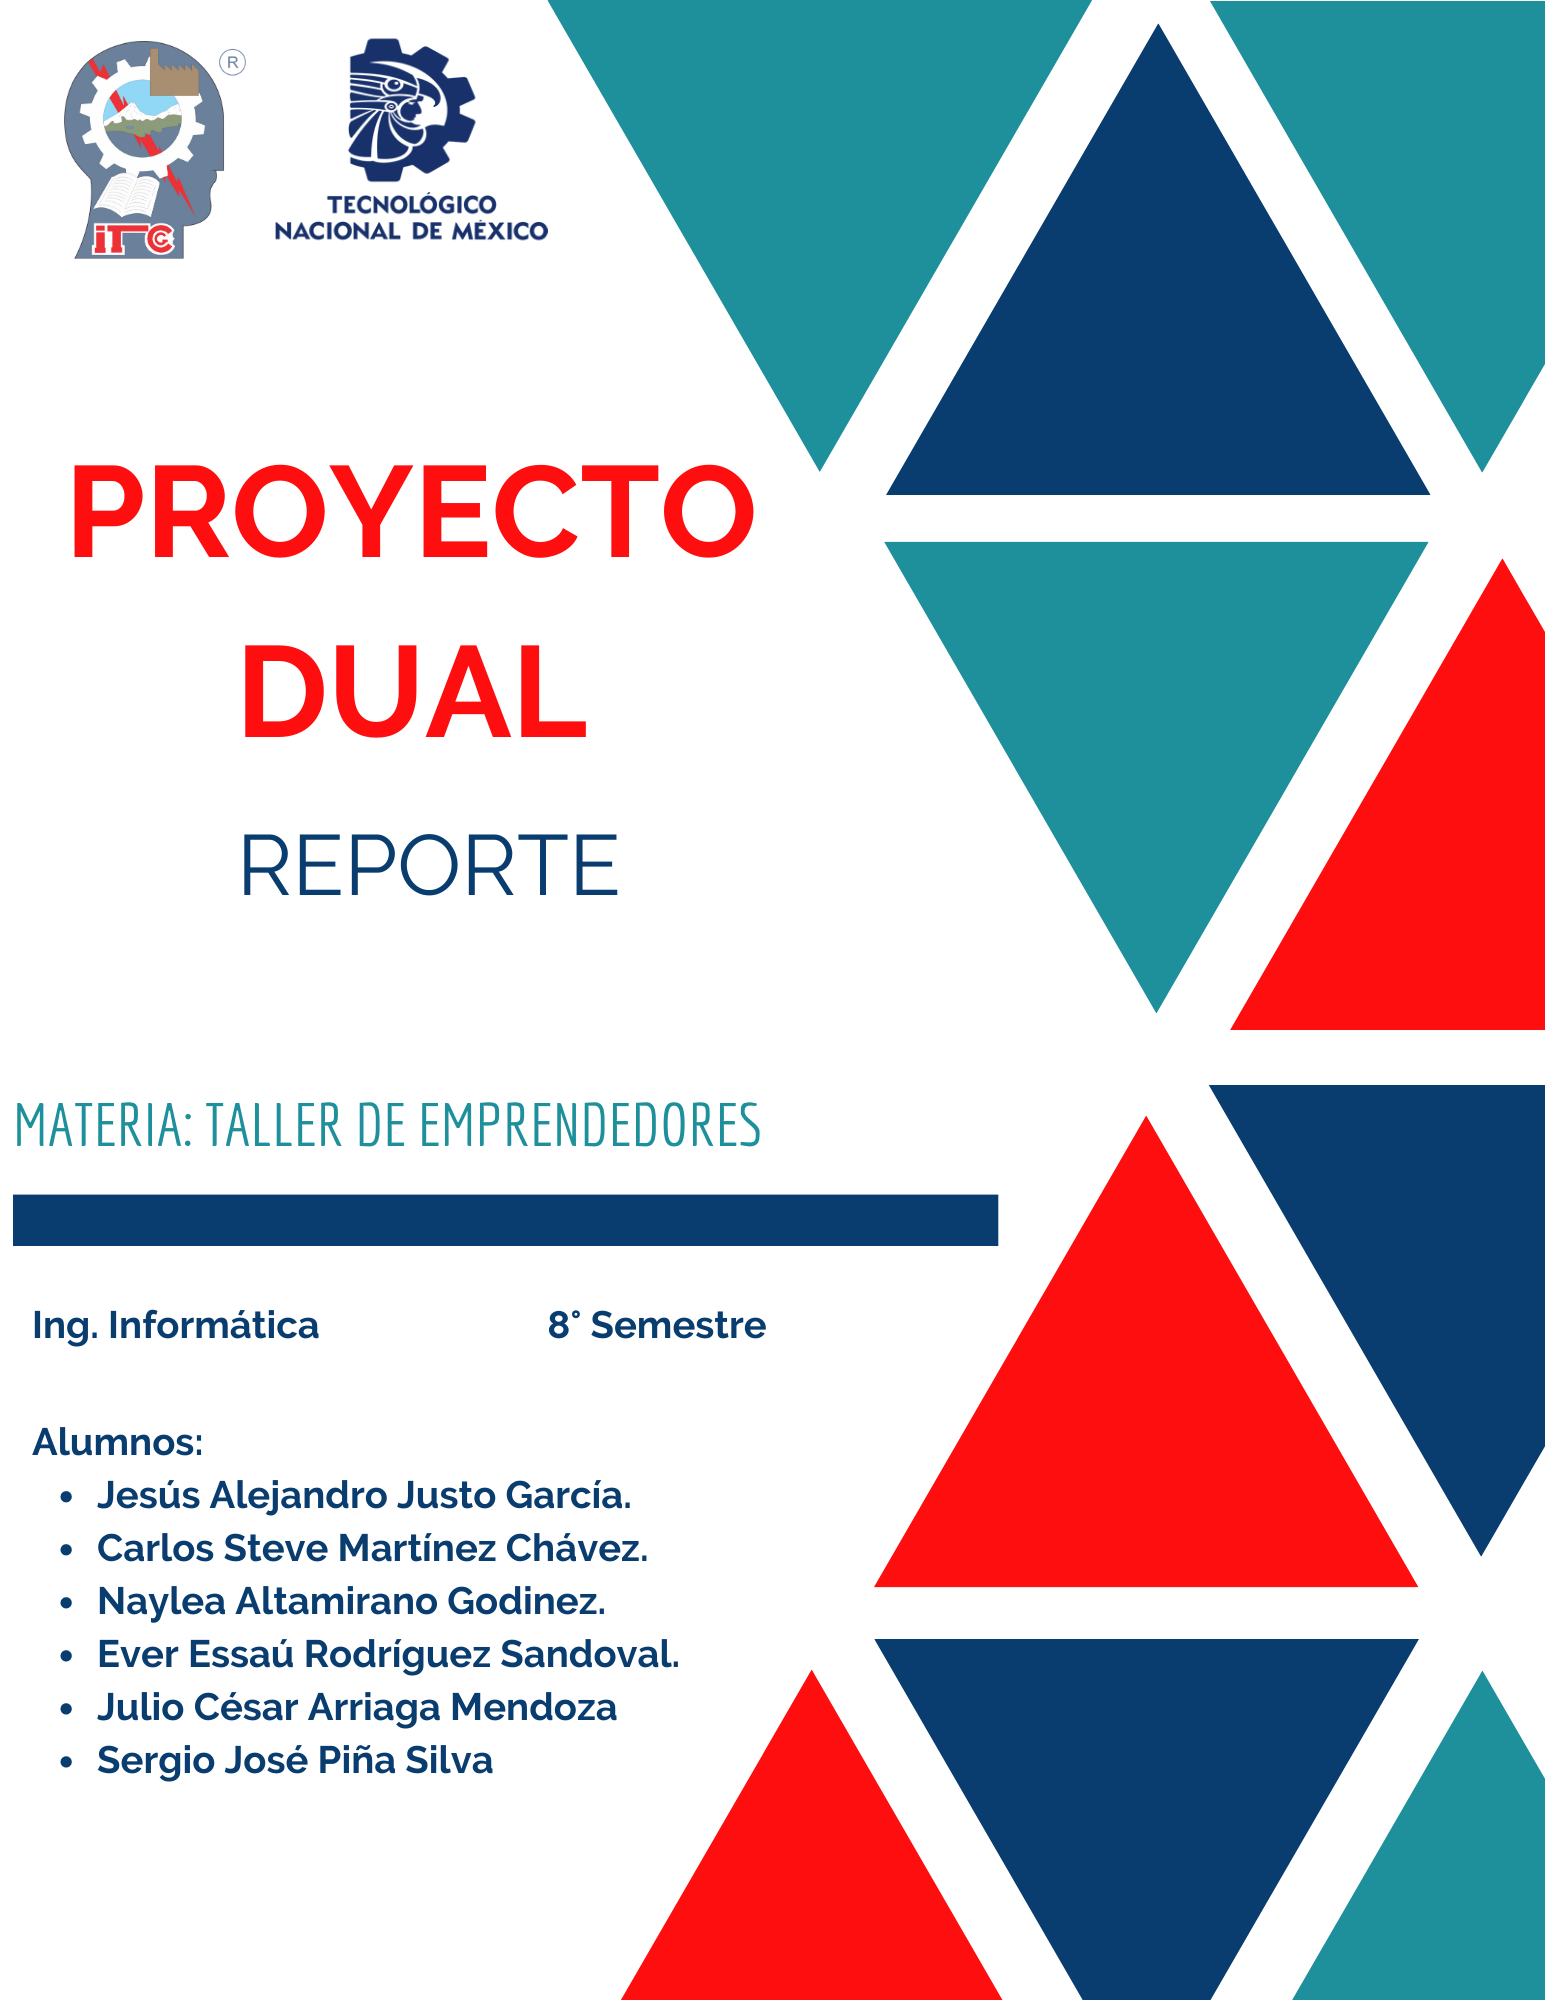 ®
iTCC
TECNOLÓGICO
NACIONAL DE MÉXICO
PROYECTO
DUAL
REPORTE
MATERIA: TALLER DE EMPRENDEDORES
Ing. Informática 8° Semestre
Alumnos:
• Jesús Alejandro Justo García.
• Carlos Steve Martínez Chávez.
• Naylea Altamirano Godinez.
• Ever Essaú Rodríguez Sandoval.
• Julio César Arriaga Mendoza
• Sergio José Piña Silva